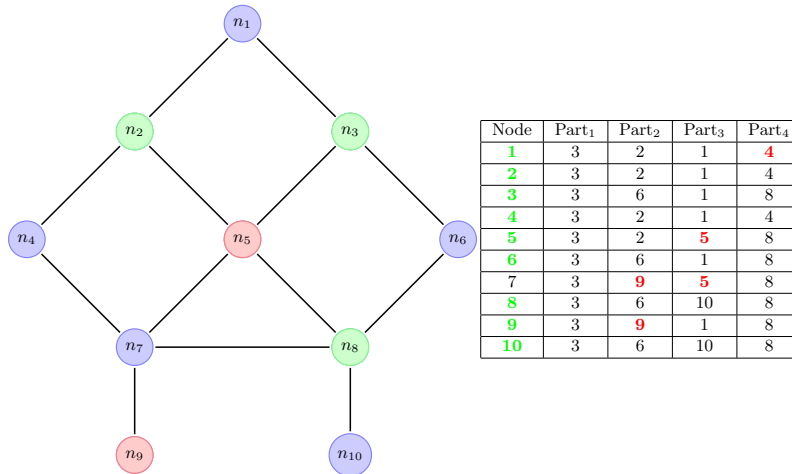 n1
n2 n3
n4 n5 n6
n7 n8
n9 n10
Node Part1 Part2 Part3 Part4
1 3 2 1 4
2 3 2 1 4
3 3 6 1 8
4 3 2 1 4
5 3 2 5 8
6 3 6 1 8
7 3 9 5 8
8 3 6 10 8
9 3 9 1 8
10 3 6 10 8